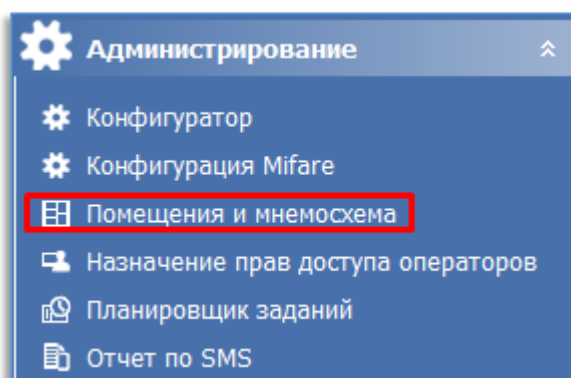 Администрирование
Конфигуратор
Конфигурация Mifare
Помещения и мнемосхема
Назначение прав доступа операторов
Планировщик заданий
Отчет по SMS